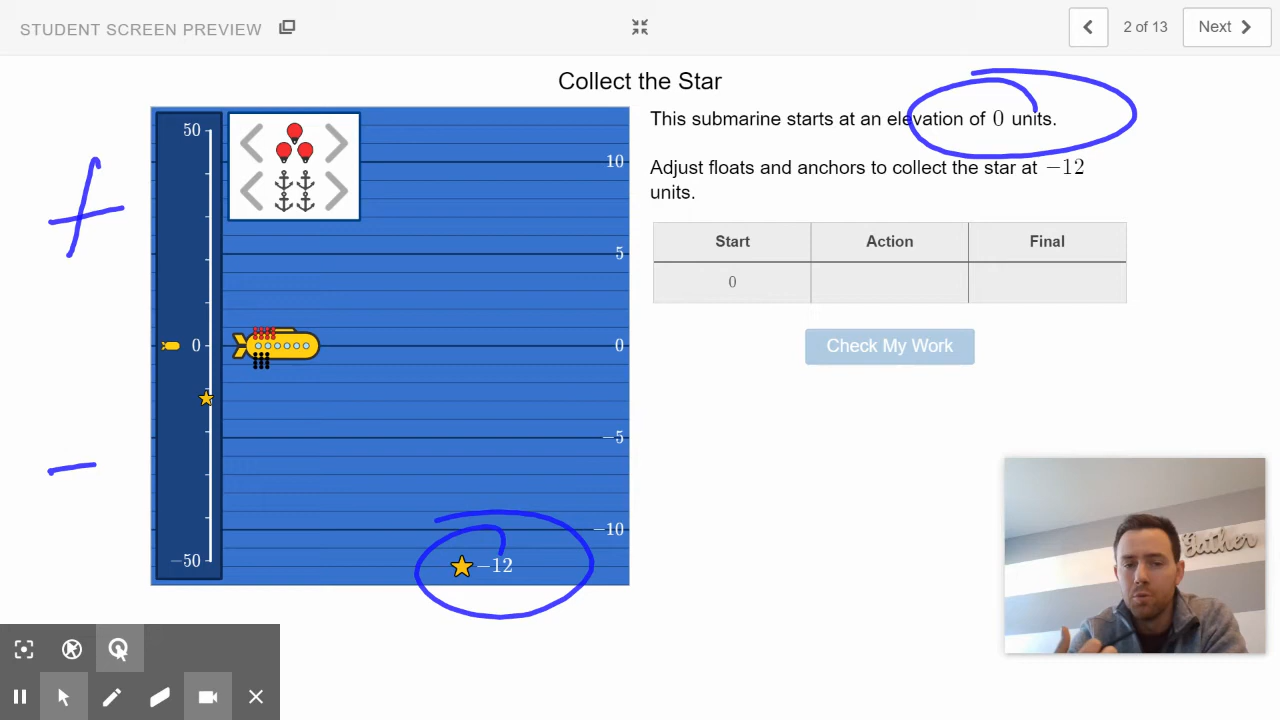 STUDENT SCREEN PREVIEW
2 of 13
Next
Collect the Star
This submarine starts at an elevation of 0 units.
Adjust floats and anchors to collect the star at −12
units.
Start Action Final
0
Check My Work
50
0
−50
10
5
0
−5
−10
−12
+
−
Gather